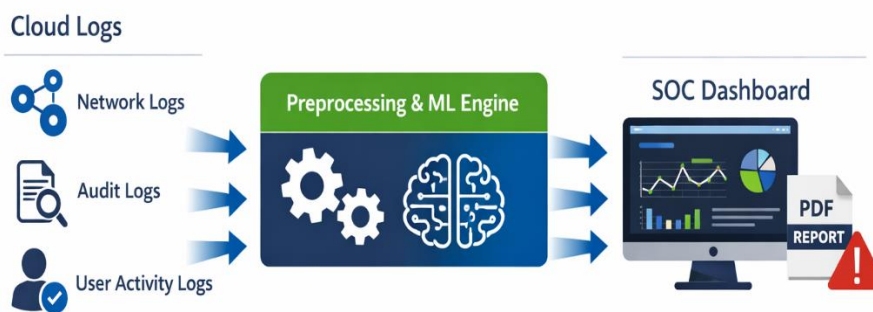 Cloud Logs
Network Logs
Audit Logs
User Activity Logs
Preprocessing & ML Engine
SOC Dashboard
PDF
REPORT